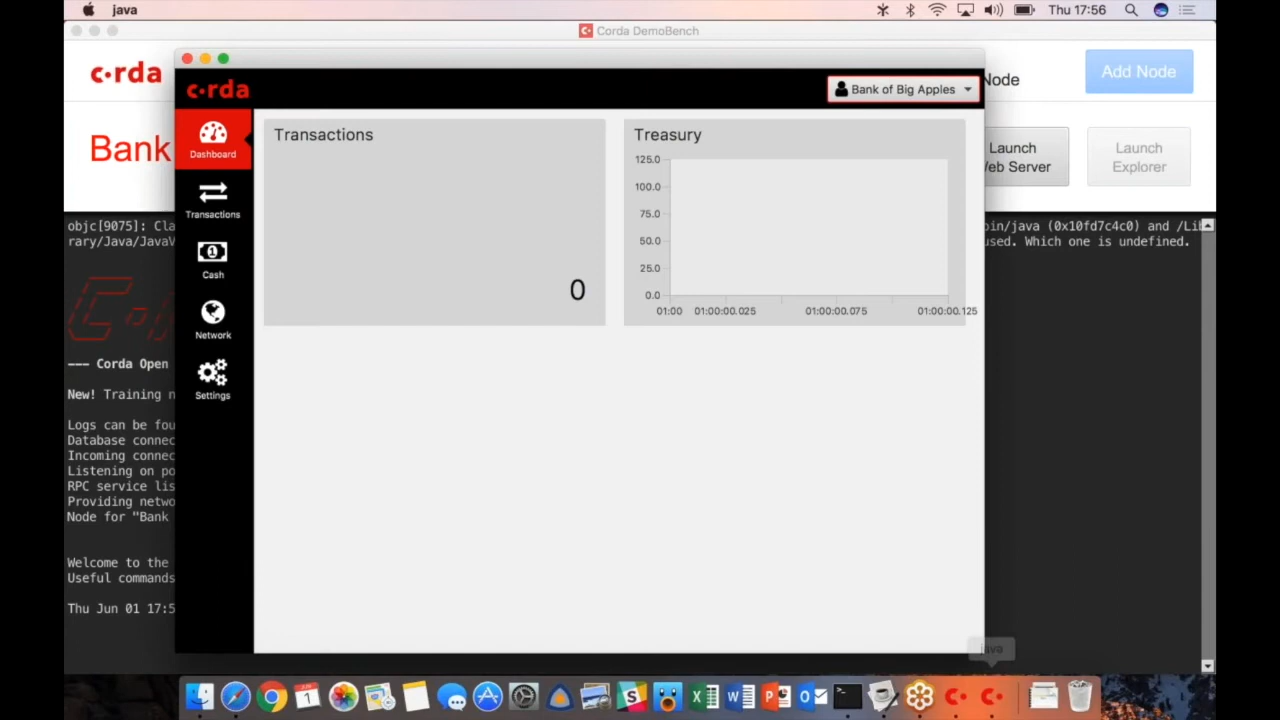 java
Thu 17:56
Corda DemoBench
c·rda
Node
Add Node
c·rda
Bank of Big Apples
Bank
Launch
Web Server
Launch
Explorer
Dashboard
Transactions
Cash
Network
Settings
Transactions
0
Treasury
125.0
100.0
75.0
50.0
25.0
0.0
01:00
01:00:00.025
01:00:00.075
01:00:00.125
objc[9075]: Cla
bin/java (0x10fd7c4c0) and /Lib
rary/Java/JavaV
used. Which one is undefined.
--- Corda Open
New! Training n
Logs can be fou
Database connec
Incoming connec
Listening on po
RPC service lis
Providing netwo
Node for "Bank
Welcome to the
Useful commands
Thu Jun 01 17:5
java